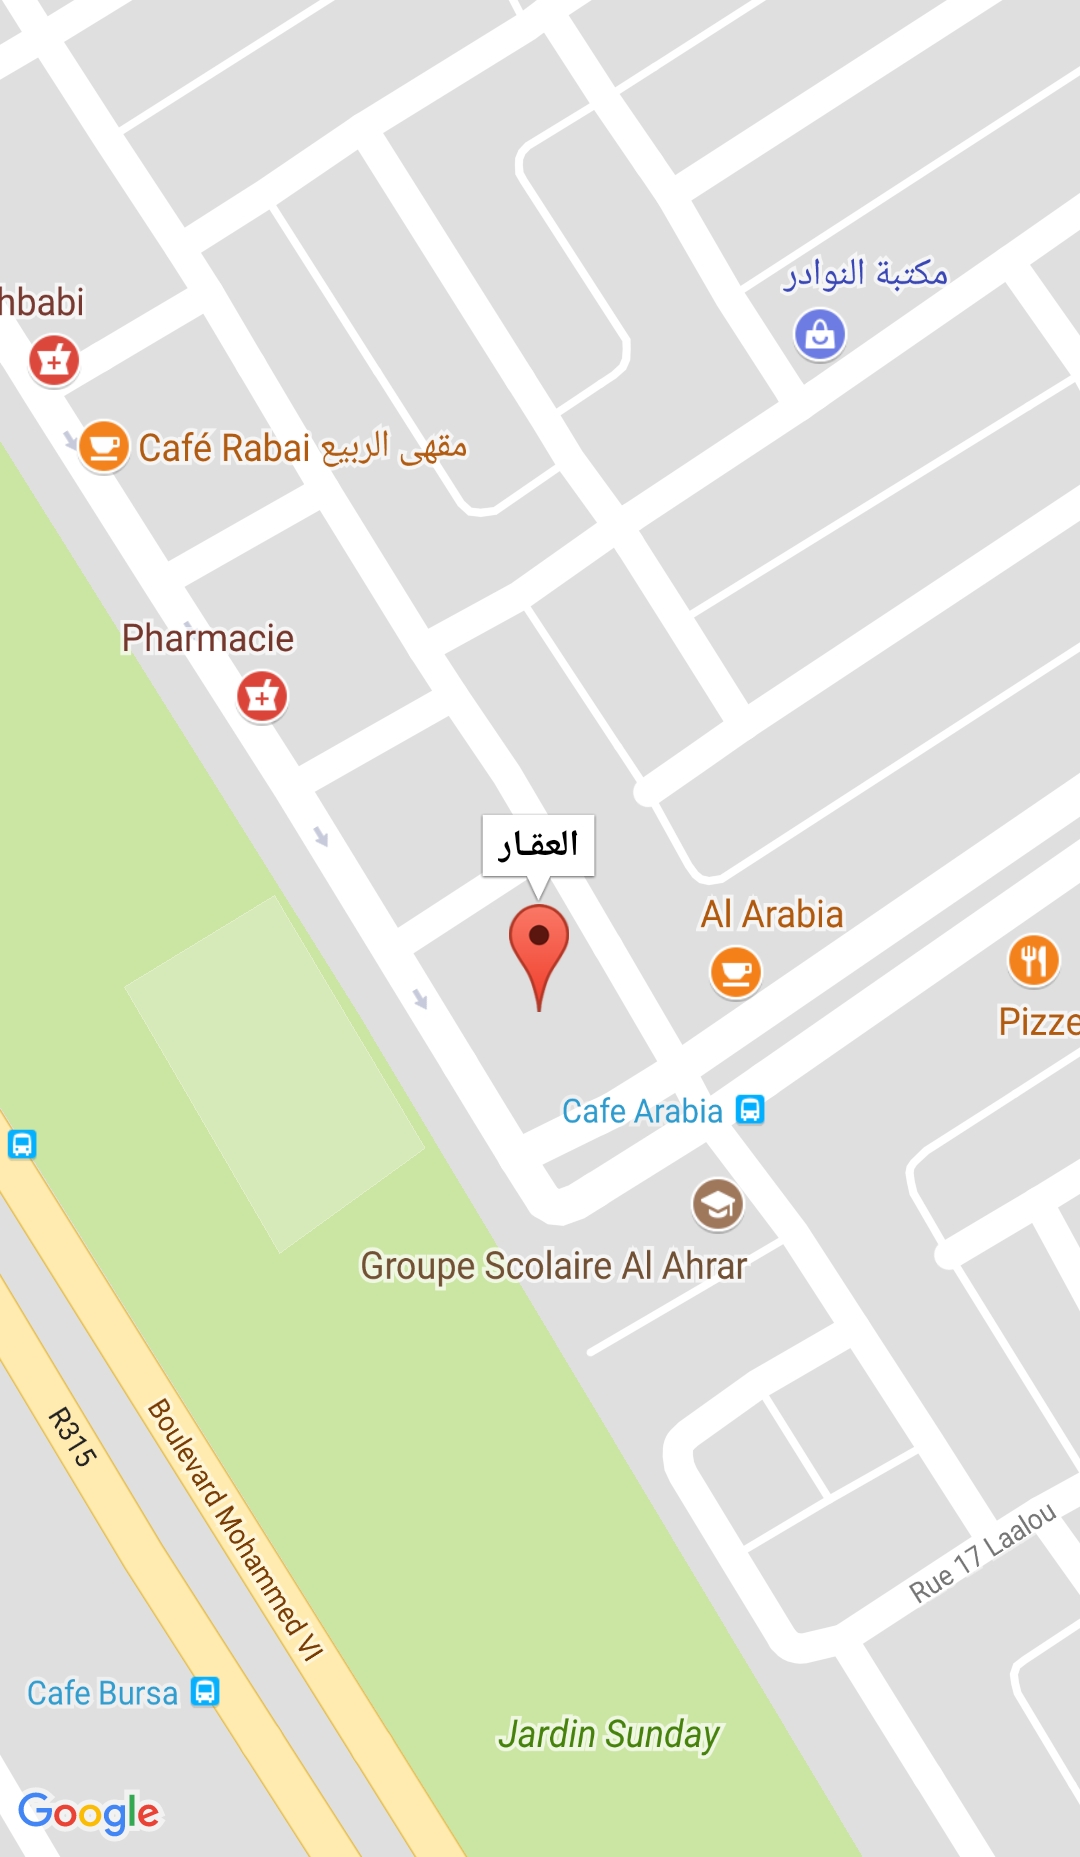 مكتبة النوادر
hbabi
Café Rabai مقهى الربيع
Pharmacie
العقار
Al Arabia
Pizze
Cafe Arabia
Groupe Scolaire Al Ahrar
R315
Boulevard Mohammed VI
Rue 17 Laalou
Cafe Bursa
Jardin Sunday
Google